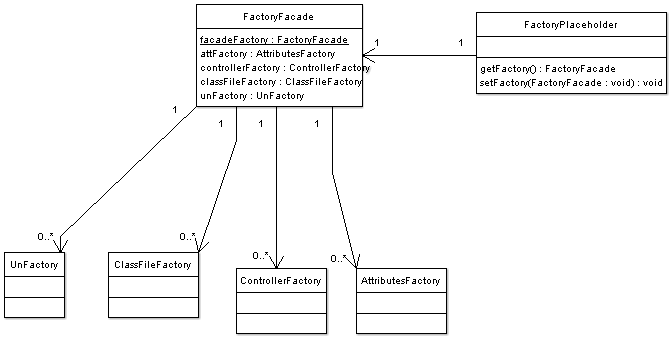 FactoryFacade
facadeFactory : FactoryFacade
attFactory : AttributesFactory
controllerFactory : ControllerFactory
classFileFactory : ClassFileFactory
unFactory : UnFactory
FactoryPlaceholder
getFactory() : FactoryFacade
setFactory(FactoryFacade : void) : void
1
1
1
1
1
1
0..*
0..*
0..*
0..*
UnFactory
ClassFileFactory
ControllerFactory
AttributesFactory